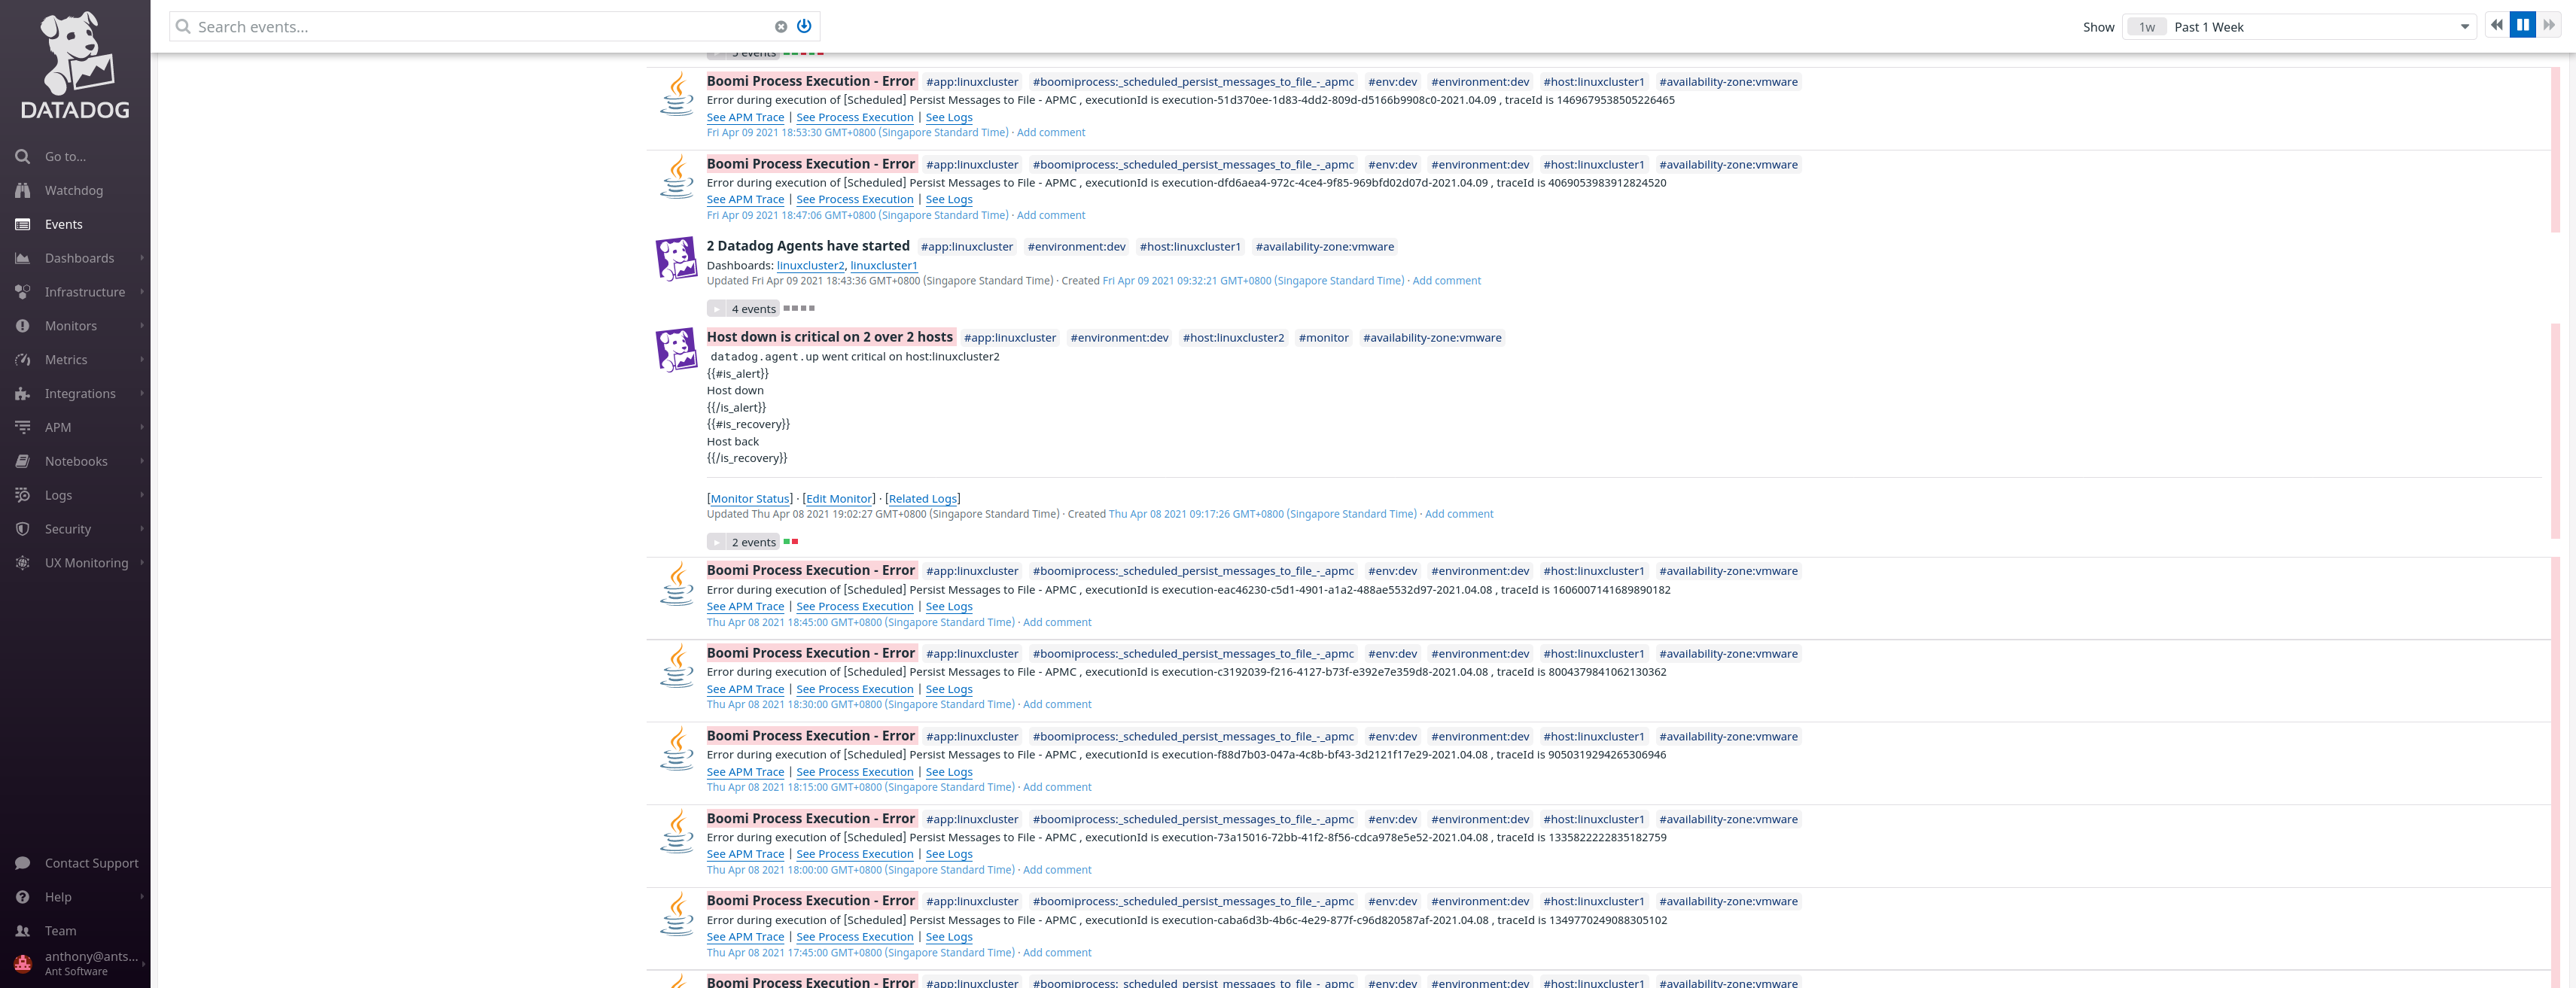 DATADOG
Go to...
Watchdog
Events
Dashboards
Infrastructure
Monitors
Metrics
Integrations
APM
Notebooks
Logs
Security
UX Monitoring
Contact Support
Help
Team
anthony@ants...
Ant Software
Search events...
Show 1w Past 1 Week
5 events
Boomi Process Execution - Error #app:linuxcluster #boomiprocess:_scheduled_persist_messages_to_file_-_apmc #env:dev #environment:dev #host:linuxcluster1 #availability-zone:vmware
Error during execution of [Scheduled] Persist Messages to File - APMC , executionId is execution-51d370ee-1d83-4dd2-809d-d5166b9908c0-2021.04.09 , traceId is 1469679538505226465
See APM Trace | See Process Execution | See Logs
Fri Apr 09 2021 18:53:30 GMT+0800 (Singapore Standard Time) · Add comment
Boomi Process Execution - Error #app:linuxcluster #boomiprocess:_scheduled_persist_messages_to_file_-_apmc #env:dev #environment:dev #host:linuxcluster1 #availability-zone:vmware
Error during execution of [Scheduled] Persist Messages to File - APMC , executionId is execution-dfd6aea4-972c-4ce4-9f85-969bfd02d07d-2021.04.09 , traceId is 4069053983912824520
See APM Trace | See Process Execution | See Logs
Fri Apr 09 2021 18:47:06 GMT+0800 (Singapore Standard Time) · Add comment
2 Datadog Agents have started #app:linuxcluster #environment:dev #host:linuxcluster1 #availability-zone:vmware
Dashboards: linuxcluster2, linuxcluster1
Updated Fri Apr 09 2021 18:43:36 GMT+0800 (Singapore Standard Time) · Created Fri Apr 09 2021 09:32:21 GMT+0800 (Singapore Standard Time) · Add comment
4 events
Host down is critical on 2 over 2 hosts #app:linuxcluster #environment:dev #host:linuxcluster2 #monitor #availability-zone:vmware
datadog.agent.up went critical on host:linuxcluster2
{{#is_alert}}
Host down
{{/is_alert}}
{{#is_recovery}}
Host back
{{/is_recovery}}
[Monitor Status] · [Edit Monitor] · [Related Logs]
Updated Thu Apr 08 2021 19:02:27 GMT+0800 (Singapore Standard Time) · Created Thu Apr 08 2021 09:17:26 GMT+0800 (Singapore Standard Time) · Add comment
2 events
Boomi Process Execution - Error #app:linuxcluster #boomiprocess:_scheduled_persist_messages_to_file_-_apmc #env:dev #environment:dev #host:linuxcluster1 #availability-zone:vmware
Error during execution of [Scheduled] Persist Messages to File - APMC , executionId is execution-eac46230-c5d1-4901-a1a2-488ae5532d97-2021.04.08 , traceId is 1606007141689890182
See APM Trace | See Process Execution | See Logs
Thu Apr 08 2021 18:45:00 GMT+0800 (Singapore Standard Time) · Add comment
Boomi Process Execution - Error #app:linuxcluster #boomiprocess:_scheduled_persist_messages_to_file_-_apmc #env:dev #environment:dev #host:linuxcluster1 #availability-zone:vmware
Error during execution of [Scheduled] Persist Messages to File - APMC , executionId is execution-c3192039-f216-4127-b73f-e392e7e359d8-2021.04.08 , traceId is 8004379841062130362
See APM Trace | See Process Execution | See Logs
Thu Apr 08 2021 18:30:00 GMT+0800 (Singapore Standard Time) · Add comment
Boomi Process Execution - Error #app:linuxcluster #boomiprocess:_scheduled_persist_messages_to_file_-_apmc #env:dev #environment:dev #host:linuxcluster1 #availability-zone:vmware
Error during execution of [Scheduled] Persist Messages to File - APMC , executionId is execution-f88d7b03-047a-4c8b-bf43-3d2121f17e29-2021.04.08 , traceId is 9050319294265306946
See APM Trace | See Process Execution | See Logs
Thu Apr 08 2021 18:15:00 GMT+0800 (Singapore Standard Time) · Add comment
Boomi Process Execution - Error #app:linuxcluster #boomiprocess:_scheduled_persist_messages_to_file_-_apmc #env:dev #environment:dev #host:linuxcluster1 #availability-zone:vmware
Error during execution of [Scheduled] Persist Messages to File - APMC , executionId is execution-73a15016-72bb-41f2-8f56-cdca978e5e52-2021.04.08 , traceId is 1335822222835182759
See APM Trace | See Process Execution | See Logs
Thu Apr 08 2021 18:00:00 GMT+0800 (Singapore Standard Time) · Add comment
Boomi Process Execution - Error #app:linuxcluster #boomiprocess:_scheduled_persist_messages_to_file_-_apmc #env:dev #environment:dev #host:linuxcluster1 #availability-zone:vmware
Error during execution of [Scheduled] Persist Messages to File - APMC , executionId is execution-caba6d3b-4b6c-4e29-877f-c96d820587af-2021.04.08 , traceId is 1349770249088305102
See APM Trace | See Process Execution | See Logs
Thu Apr 08 2021 17:45:00 GMT+0800 (Singapore Standard Time) · Add comment
Boomi Process Execution - Error #app:linuxcluster #boomiprocess:_scheduled_persist_messages_to_file_-_apmc #env:dev #environment:dev #host:linuxcluster1 #availability-zone:vmware